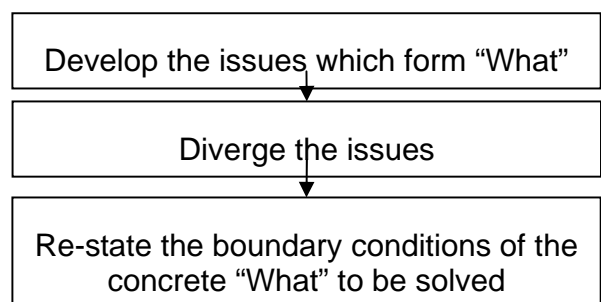 Develop the issues which form “What”
Diverge the issues
Re-state the boundary conditions of the
concrete “What” to be solved